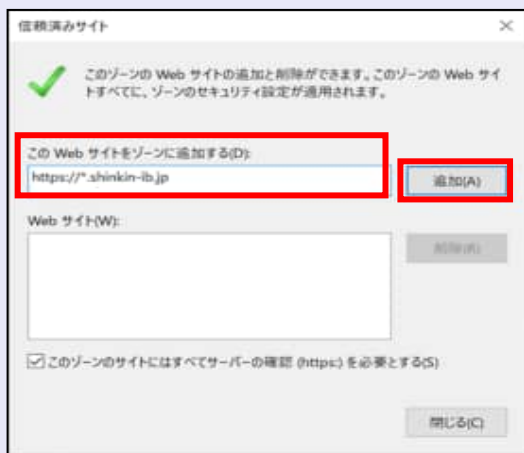 信頼済みサイト
このゾーンの Web サイトの追加と削除ができます。このゾーンの Web サイ
トすべてに、ゾーンのセキュリティ設定が適用されます。
この Web サイトをゾーンに追加する(D):
https://*.shinkin-ib.jp
追加(A)
Web サイト(W):
削除(R)
このゾーンのサイトにはすべてサーバーの確認 (https:) を必要とする(S)
閉じる(C)